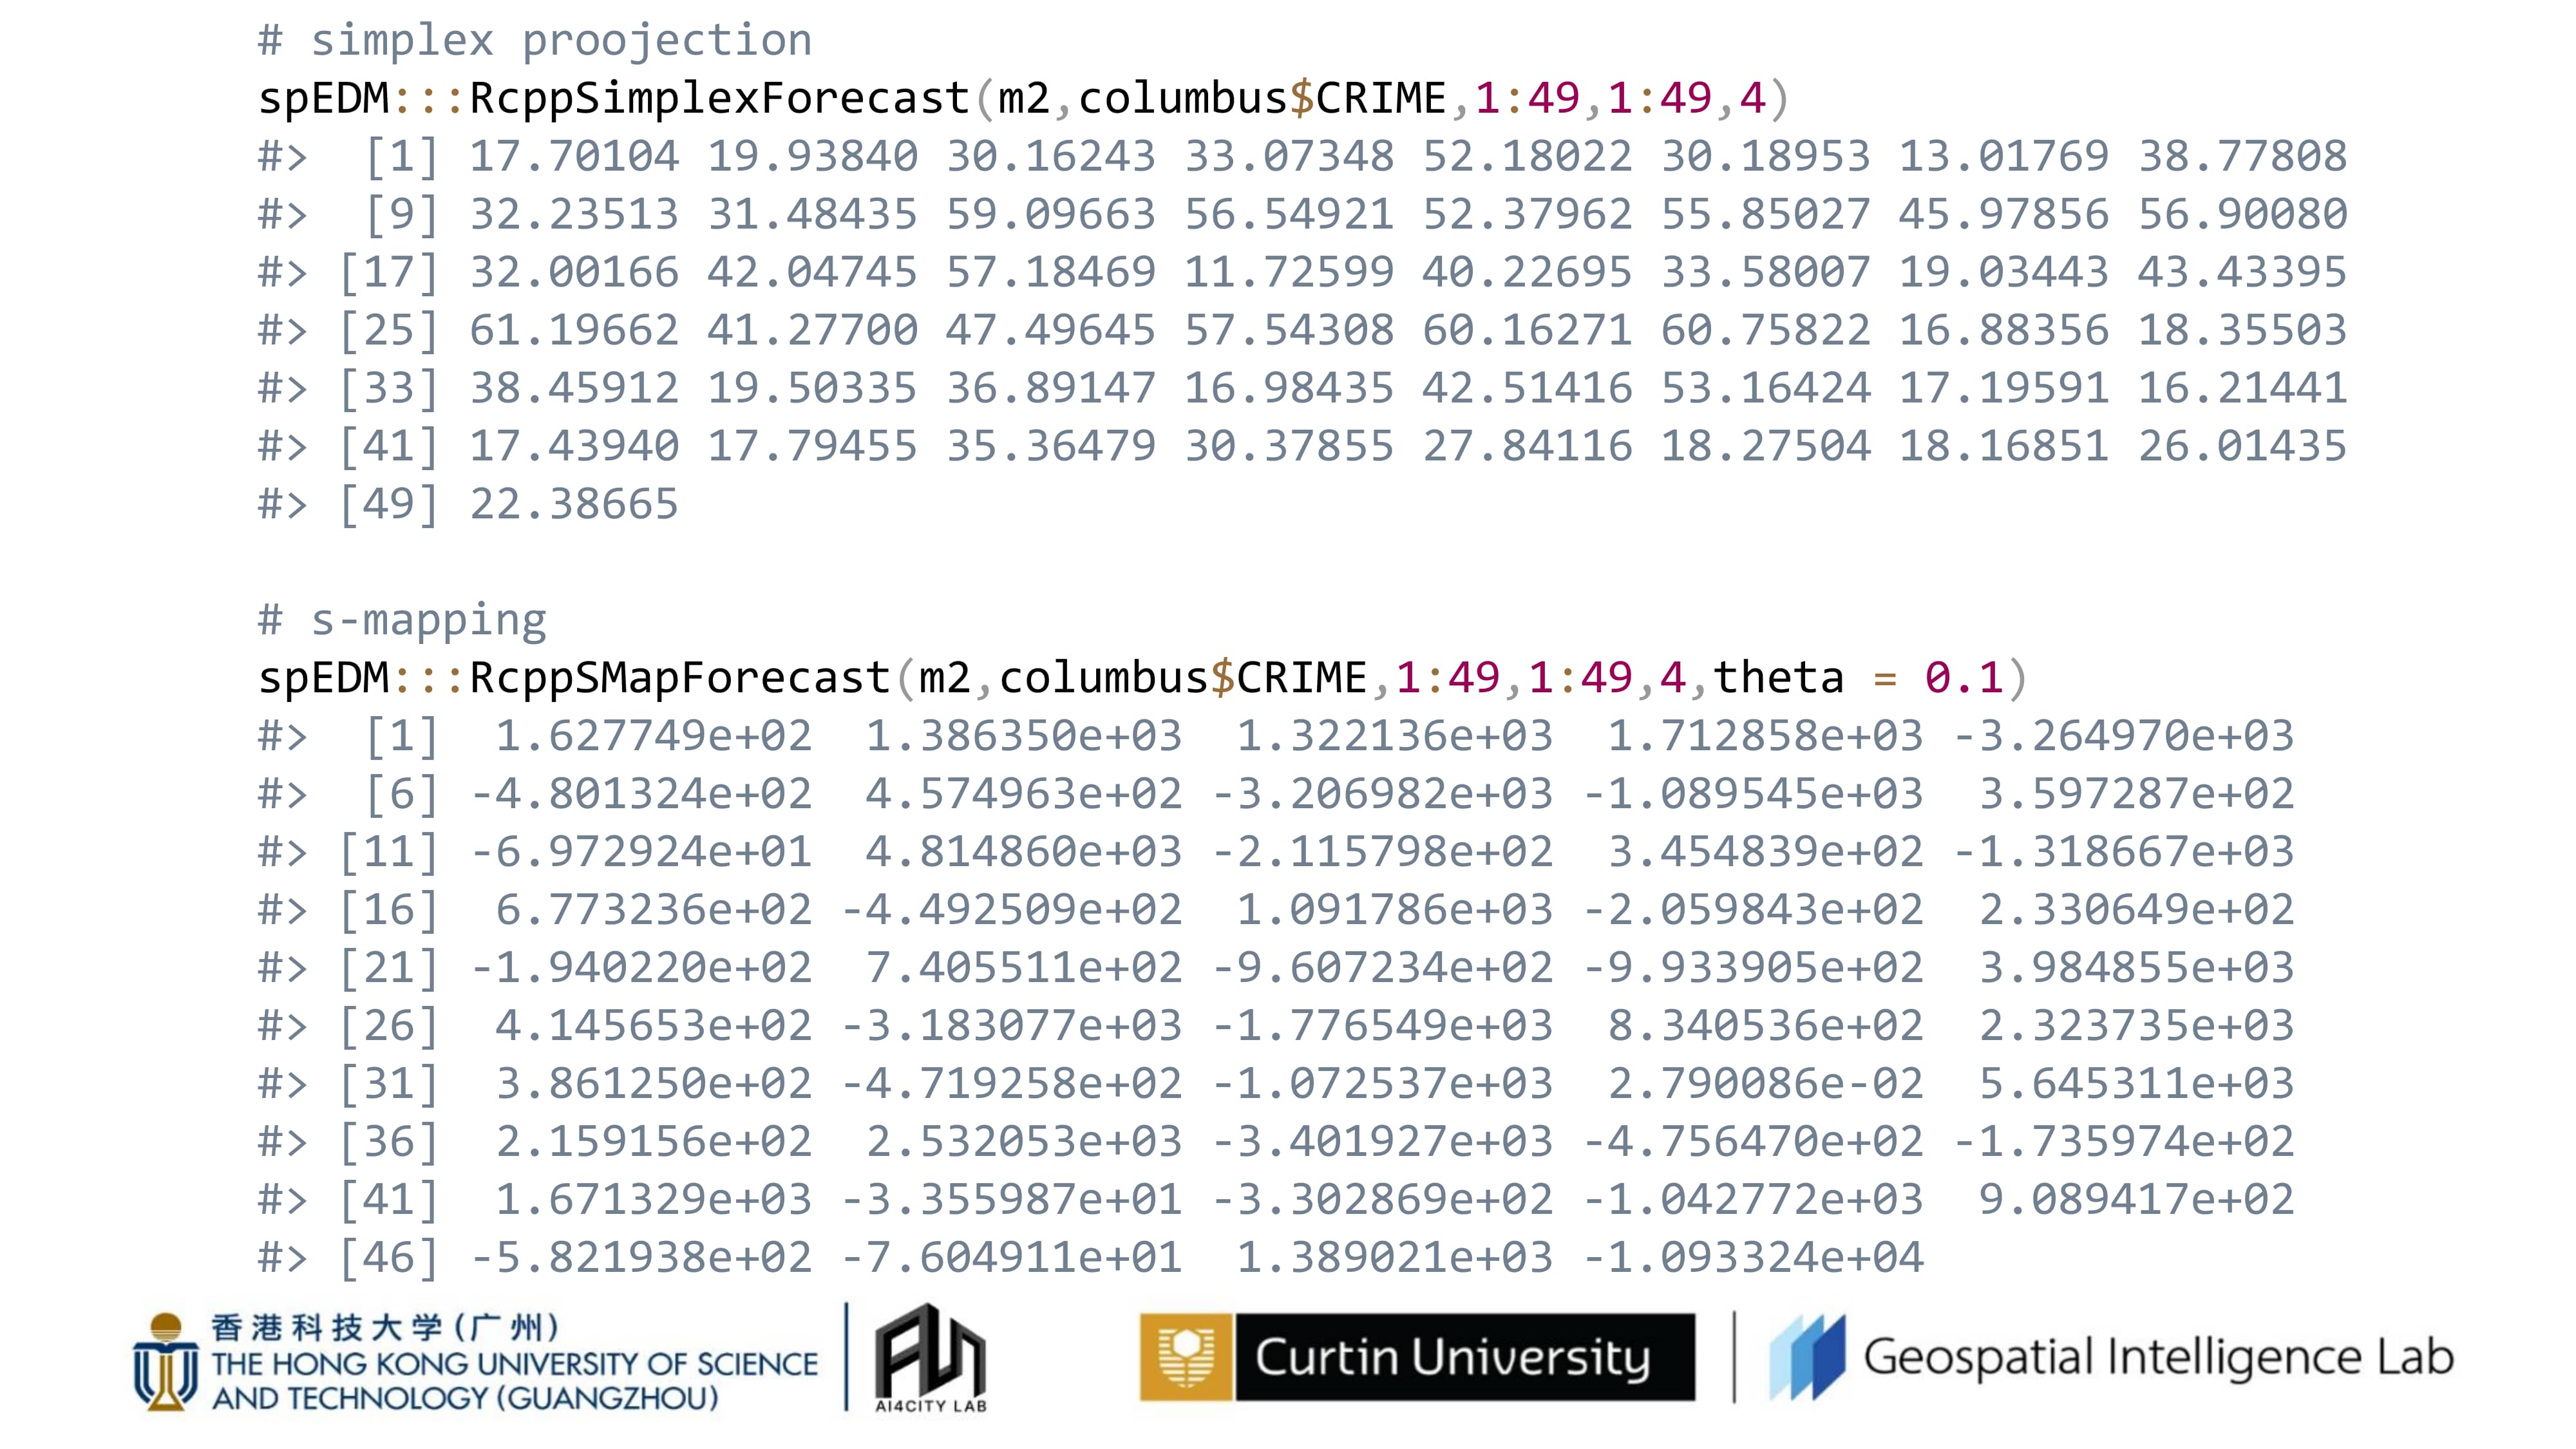 # simplex proojection
spEDM:::RcppSimplexForecast(m2,columbus$CRIME,1:49,1:49,4)
#>  [1] 17.70104 19.93840 30.16243 33.07348 52.18022 30.18953 13.01769 38.77808
#>  [9] 32.23513 31.48435 59.09663 56.54921 52.37962 55.85027 45.97856 56.90080
#> [17] 32.00166 42.04745 57.18469 11.72599 40.22695 33.58007 19.03443 43.43395
#> [25] 61.19662 41.27700 47.49645 57.54308 60.16271 60.75822 16.88356 18.35503
#> [33] 38.45912 19.50335 36.89147 16.98435 42.51416 53.16424 17.19591 16.21441
#> [41] 17.43940 17.79455 35.36479 30.37855 27.84116 18.27504 18.16851 26.01435
#> [49] 22.38665
# s-mapping
spEDM:::RcppSMapForecast(m2,columbus$CRIME,1:49,1:49,4,theta = 0.1)
#>  [1]  1.627749e+02  1.386350e+03  1.322136e+03  1.712858e+03 -3.264970e+03
#>  [6] -4.801324e+02  4.574963e+02 -3.206982e+03 -1.089545e+03  3.597287e+02
#> [11] -6.972924e+01  4.814860e+03 -2.115798e+02  3.454839e+02 -1.318667e+03
#> [16]  6.773236e+02 -4.492509e+02  1.091786e+03 -2.059843e+02  2.330649e+02
#> [21] -1.940220e+02  7.405511e+02 -9.607234e+02 -9.933905e+02  3.984855e+03
#> [26]  4.145653e+02 -3.183077e+03 -1.776549e+03  8.340536e+02  2.323735e+03
#> [31]  3.861250e+02 -4.719258e+02 -1.072537e+03  2.790086e-02  5.645311e+03
#> [36]  2.159156e+02  2.532053e+03 -3.401927e+03 -4.756470e+02 -1.735974e+02
#> [41]  1.671329e+03 -3.355987e+01 -3.302869e+02 -1.042772e+03  9.089417e+02
#> [46] -5.821938e+02 -7.604911e+01  1.389021e+03 -1.093324e+04
香港科技大学(广州)
THE HONG KONG UNIVERSITY OF SCIENCE
AND TECHNOLOGY (GUANGZHOU)
AI4CITY LAB
Curtin University
Geospatial Intelligence Lab